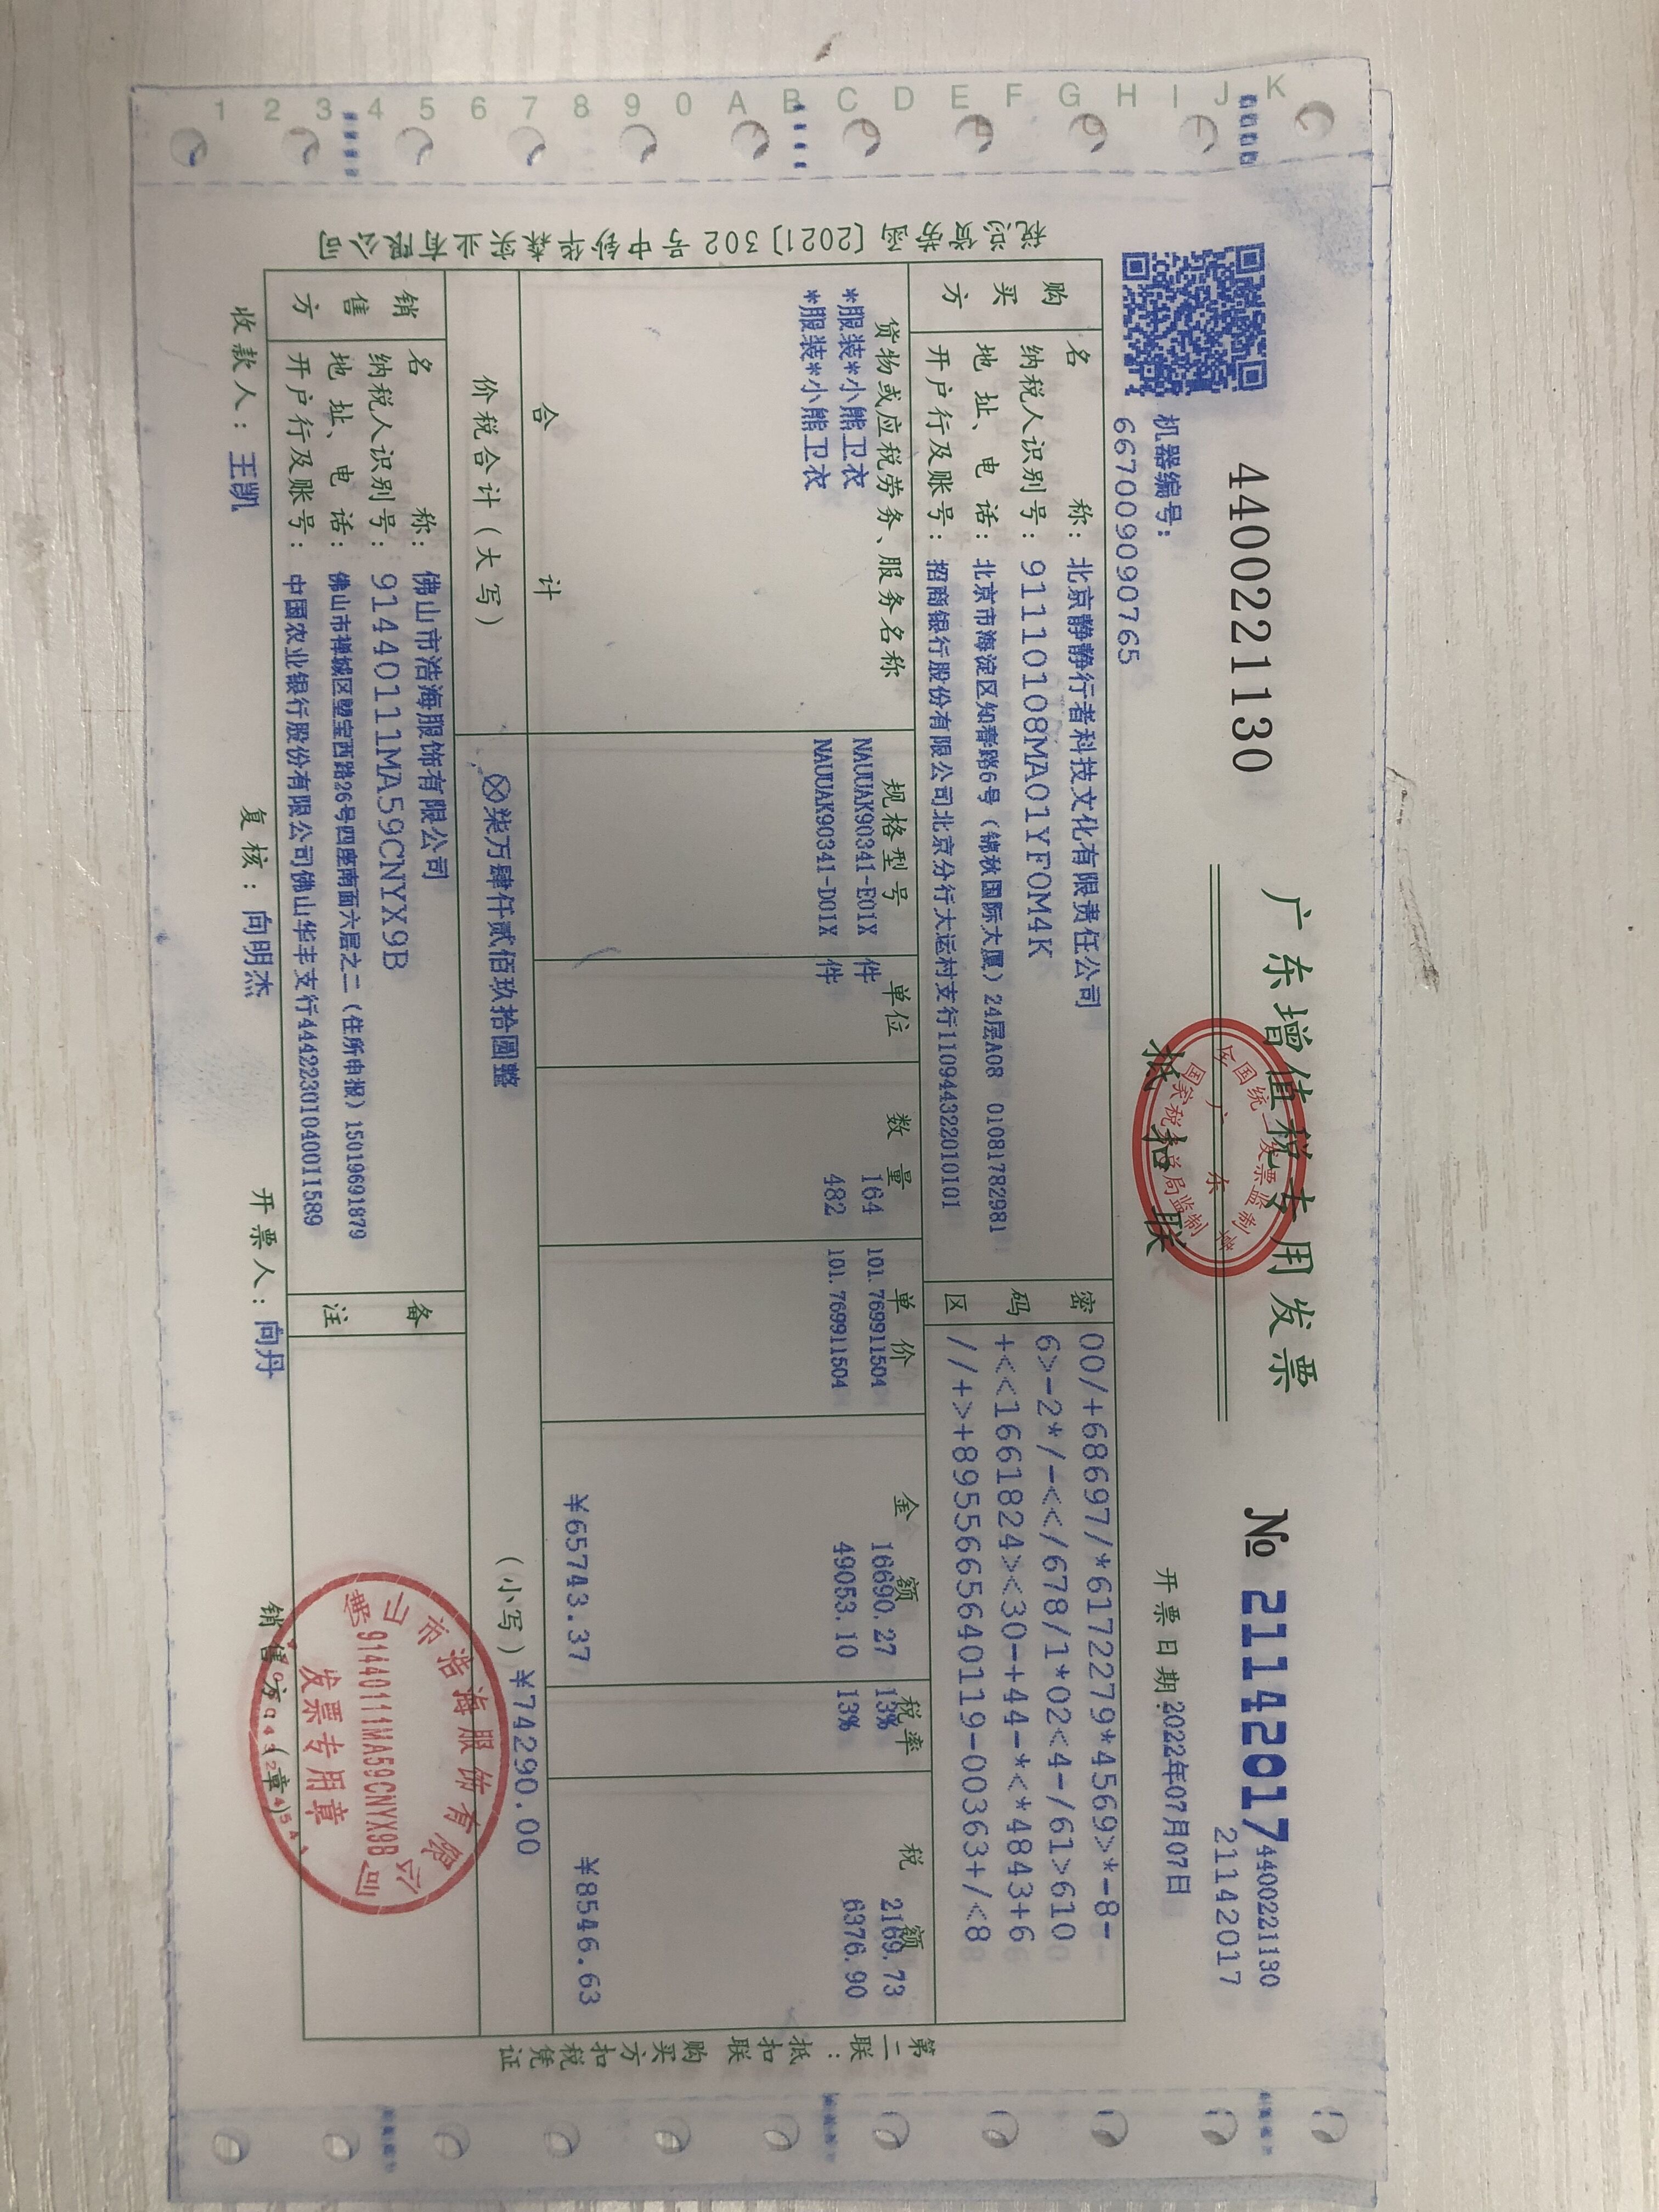 4400221130
广东增值税专用发票
№ 21142017
4400221130
21142017
抵扣联
机器编号:
667009090765
开票日期:2022年07月07日
全国统一发票监制章
广东
国家税务总局监制
购买方
名称:北京静静行者科技文化有限责任公司
纳税人识别号:91110108MA01YF0M4K
地址、电话:北京市海淀区知春路6号(锦秋国际大厦)24层A08 01081782981
开户行及账号:招商银行股份有限公司北京分行大运村支行110944322010101
密码区
00/+68697/*6172279*4569>*-8-
6>-2*/-<</678/1*02<4-/61>610
+<<1661824><30-+44-*<*4843+6
//+>+8955665640119-00363+/<8
货物或应税劳务、服务名称 规格型号 单位 数量 单价 金额 税率 税额
*服装*小熊卫衣 NAUUAK90341-E01X 件 164 101.769911504 16690.27 13% 2169.73
*服装*小熊卫衣 NAUUAK90341-D01X 件 482 101.769911504 49053.10 13% 6376.90
合计 ¥65743.37 ¥8546.63
价税合计(大写) ⊗柒万肆仟贰佰玖拾圆整 (小写)¥74290.00
销售方
名称:佛山市浩海服饰有限公司
纳税人识别号:91440111MA59CNYX9B
地址、电话:佛山市禅城区塱宝西路26号四座南面六层之二(住所申报)15019691879
开户行及账号:中国农业银行股份有限公司佛山华丰支行44422301040011589
备注
佛山市浩海服饰有限公司
91440111MA59CNYX9B
发票专用章
收款人:王凯 复核:向明杰 开票人:向丹 销售方:(章)
第二联:抵扣联 购买方扣税凭证
1 2 3 4 5 6 7 8 9 0 A B C D E F G H I J K